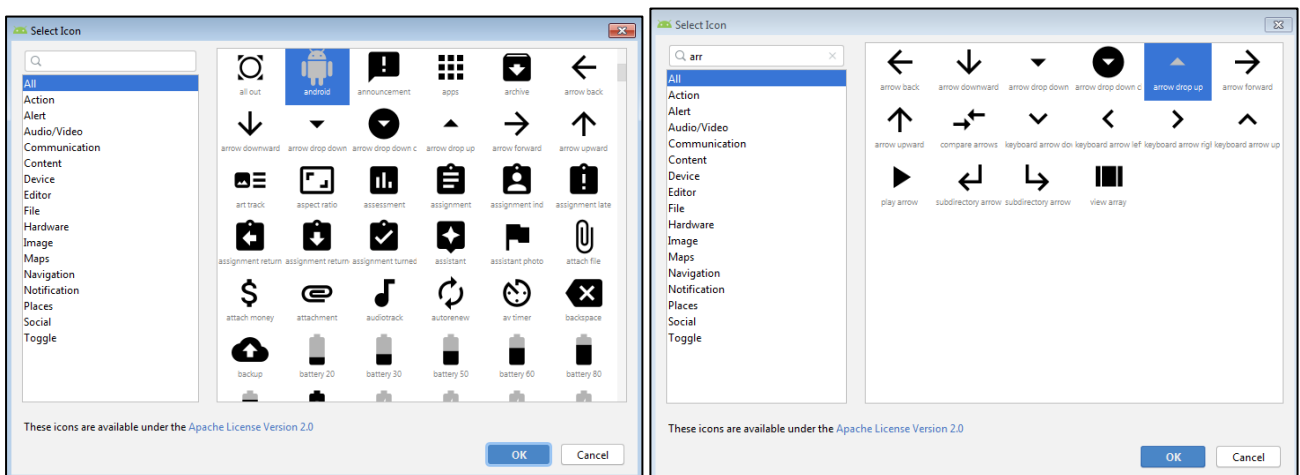 Select Icon
All
Action
Alert
Audio/Video
Communication
Content
Device
Editor
File
Hardware
Image
Maps
Navigation
Notification
Places
Social
Toggle
all out android announcement apps archive arrow back
arrow downward arrow drop down arrow drop down c arrow drop up arrow forward arrow upward
art track aspect ratio assessment assignment assignment ind assignment late
assignment return assignment return assignment turned assistant assistant photo attach file
attach money attachment audiotrack autorenew av timer backspace
backup battery 20 battery 30 battery 50 battery 60 battery 80
These icons are available under the Apache License Version 2.0
OK Cancel
Select Icon
arr
All
Action
Alert
Audio/Video
Communication
Content
Device
Editor
File
Hardware
Image
Maps
Navigation
Notification
Places
Social
Toggle
arrow back arrow downward arrow drop down arrow drop down c arrow drop up arrow forward
arrow upward compare arrows keyboard arrow dov keyboard arrow lef keyboard arrow rigl keyboard arrow up
play arrow subdirectory arrow subdirectory arrow view array
These icons are available under the Apache License Version 2.0
OK Cancel